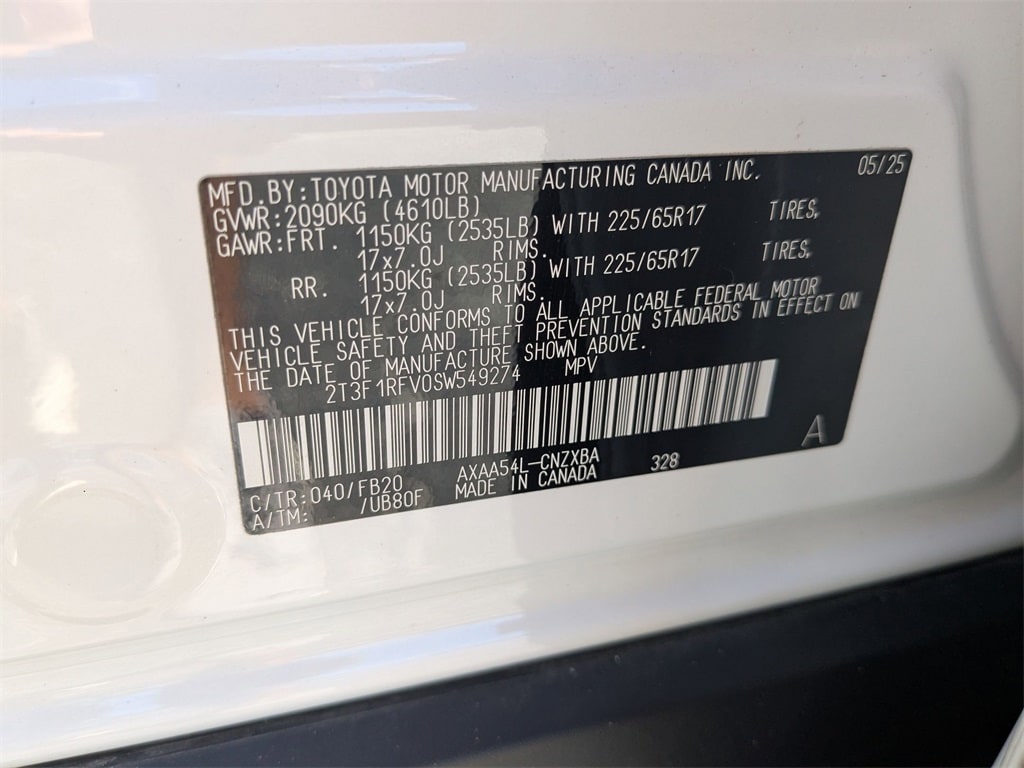 MFD.BY:TOYOTA MOTOR MANUFACTURING CANADA INC. 05/25
GVWR:2090KG (4610LB)
GAWR:FRT. 1150KG (2535LB) WITH 225/65R17 TIRES,
17x7.0J RIMS.
RR. 1150KG (2535LB) WITH 225/65R17 TIRES,
17x7.0J RIMS.
THIS VEHICLE CONFORMS TO ALL APPLICABLE FEDERAL MOTOR
VEHICLE SAFETY AND THEFT PREVENTION STANDARDS IN EFFECT ON
THE DATE OF MANUFACTURE SHOWN ABOVE.
2T3F1RFV0SW549274 MPV
C/TR:040/FB20 AXAA54L-CNZXBA 328 A
A/TM: /UB80F MADE IN CANADA